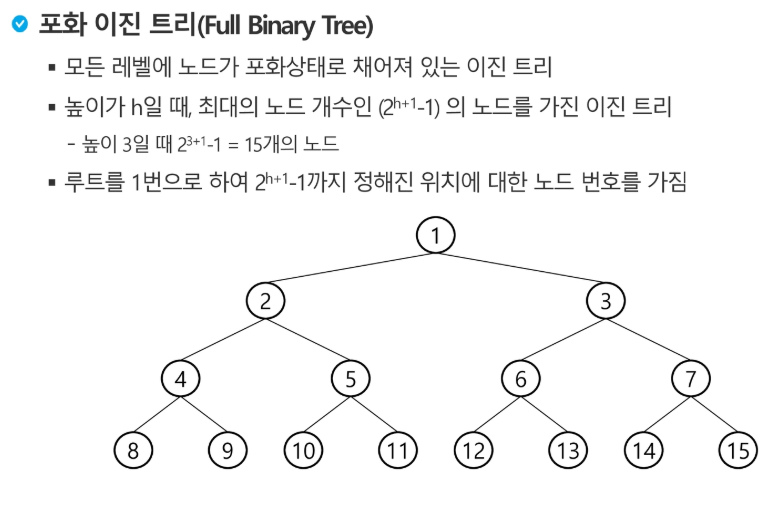 포화 이진 트리(Full Binary Tree)
▪ 모든 레벨에 노드가 포화상태로 채어져 있는 이진 트리
▪ 높이가 h일 때, 최대의 노드 개수인 (2ʰ⁺¹-1) 의 노드를 가진 이진 트리
- 높이 3일 때 2³⁺¹-1 = 15개의 노드
▪ 루트를 1번으로 하여 2ʰ⁺¹-1까지 정해진 위치에 대한 노드 번호를 가짐
1
2 3
4 5 6 7
8 9 10 11 12 13 14 15